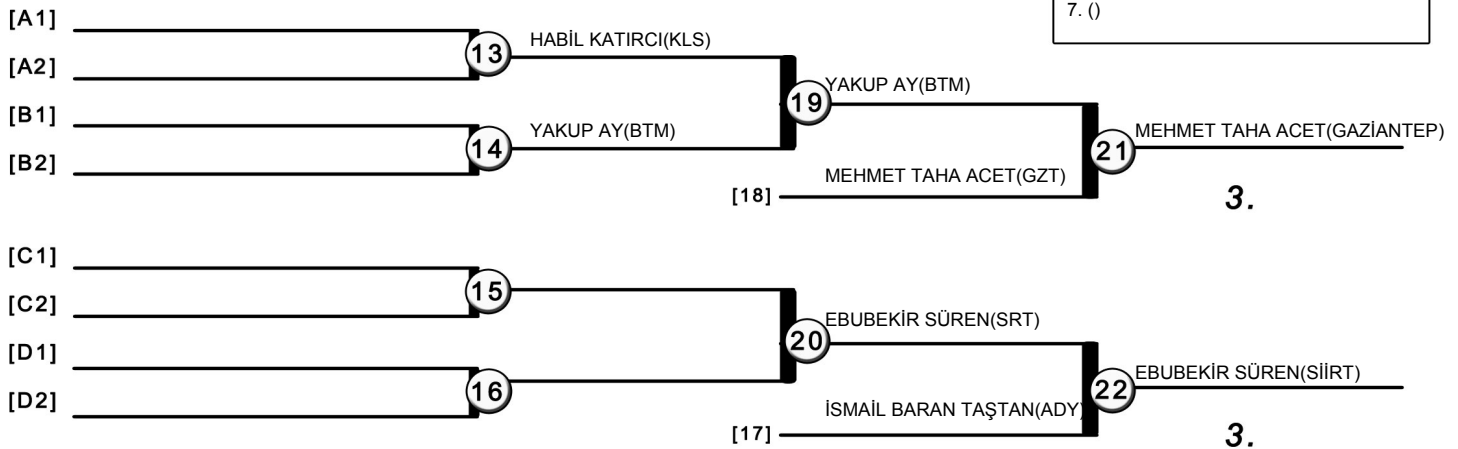 7. ()
[A1]
13
HABİL KATIRCI(KLS)
[A2]
19
YAKUP AY(BTM)
[B1]
14
YAKUP AY(BTM)
21
MEHMET TAHA ACET(GAZİANTEP)
[B2]
MEHMET TAHA ACET(GZT)
[18]
3.
[C1]
15
[C2]
20
EBUBEKİR SÜREN(SRT)
[D1]
16
22
EBUBEKİR SÜREN(SİİRT)
[D2]
İSMAİL BARAN TAŞTAN(ADY)
[17]
3.